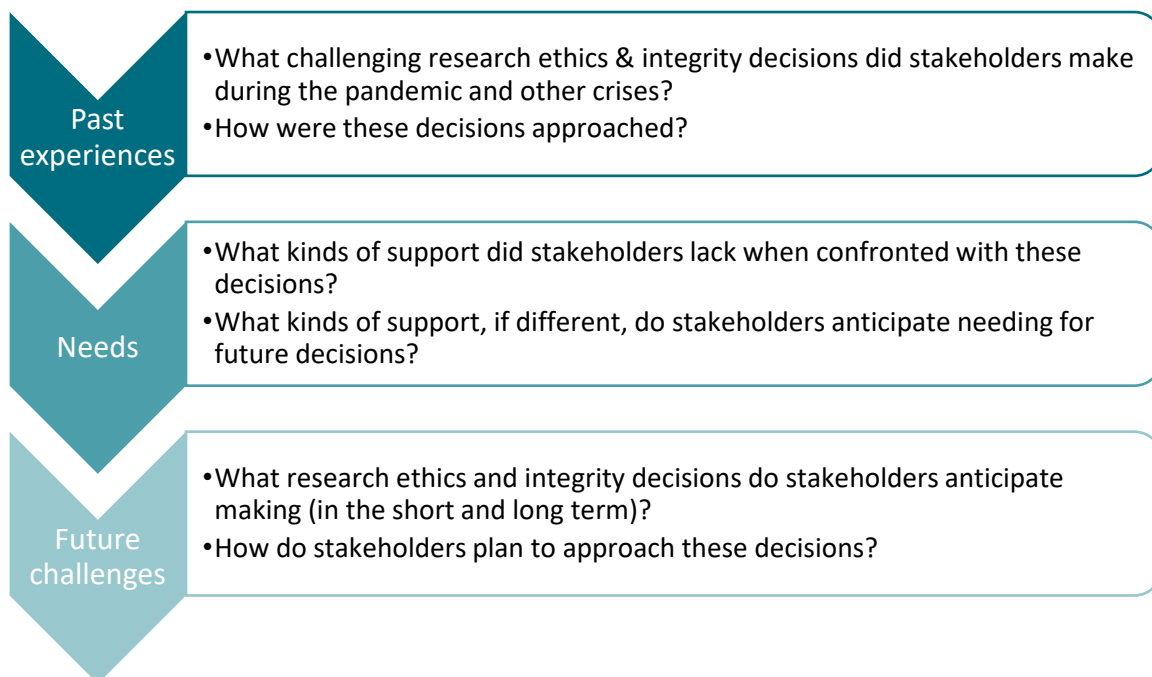 Past
experiences
•What challenging research ethics & integrity decisions did stakeholders make
during the pandemic and other crises?
•How were these decisions approached?
Needs
•What kinds of support did stakeholders lack when confronted with these
decisions?
•What kinds of support, if different, do stakeholders anticipate needing for
future decisions?
Future
challenges
•What research ethics and integrity decisions do stakeholders anticipate
making (in the short and long term)?
•How do stakeholders plan to approach these decisions?